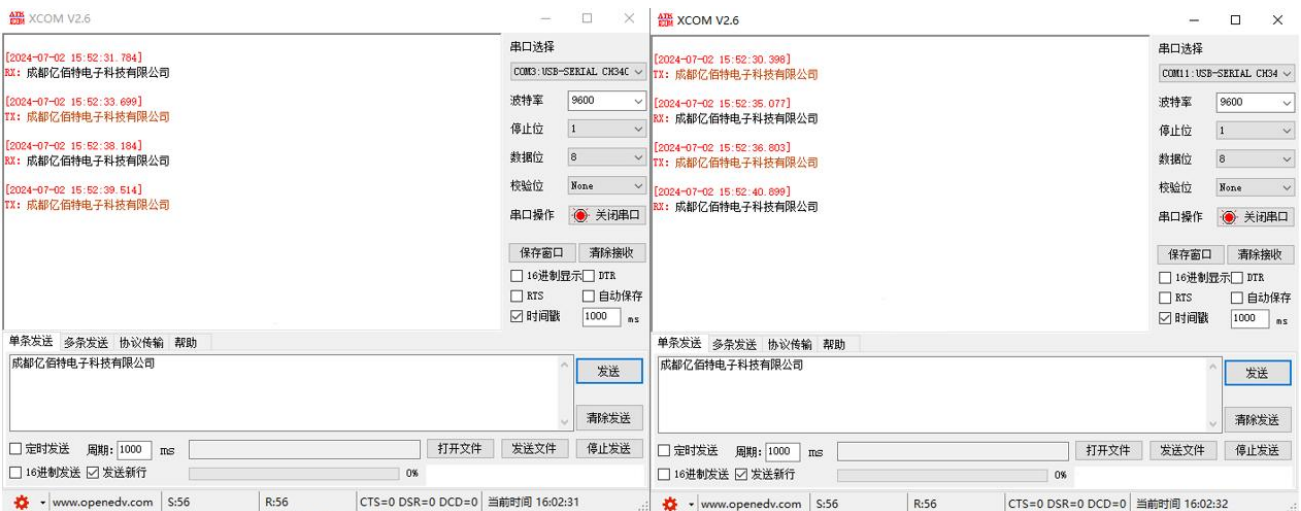 ATK COM XCOM V2.6
[2024-07-02 15:52:31.784]
RX: 成都亿佰特电子科技有限公司
[2024-07-02 15:52:33.699]
TX: 成都亿佰特电子科技有限公司
[2024-07-02 15:52:38.184]
RX: 成都亿佰特电子科技有限公司
[2024-07-02 15:52:39.514]
TX: 成都亿佰特电子科技有限公司
串口选择
COM3:USB-SERIAL CH340
波特率 9600
停止位 1
数据位 8
校验位 None
串口操作 关闭串口
保存窗口 清除接收
16进制显示 DTR
RTS 自动保存
时间戳 1000 ms
单条发送 多条发送 协议传输 帮助
成都亿佰特电子科技有限公司
发送
清除发送
定时发送 周期: 1000 ms 打开文件 发送文件 停止发送
16进制发送 发送新行 0%
www.openedv.com S:56 R:56 CTS=0 DSR=0 DCD=0 当前时间 16:02:31
ATK COM XCOM V2.6
[2024-07-02 15:52:30.398]
TX: 成都亿佰特电子科技有限公司
[2024-07-02 15:52:35.077]
RX: 成都亿佰特电子科技有限公司
[2024-07-02 15:52:36.803]
TX: 成都亿佰特电子科技有限公司
[2024-07-02 15:52:40.899]
RX: 成都亿佰特电子科技有限公司
串口选择
COM11:USB-SERIAL CH34
波特率 9600
停止位 1
数据位 8
校验位 None
串口操作 关闭串口
保存窗口 清除接收
16进制显示 DTR
RTS 自动保存
时间戳 1000 ms
单条发送 多条发送 协议传输 帮助
成都亿佰特电子科技有限公司
发送
清除发送
定时发送 周期: 1000 ms 打开文件 发送文件 停止发送
16进制发送 发送新行 0%
www.openedv.com S:56 R:56 CTS=0 DSR=0 DCD=0 当前时间 16:02:32